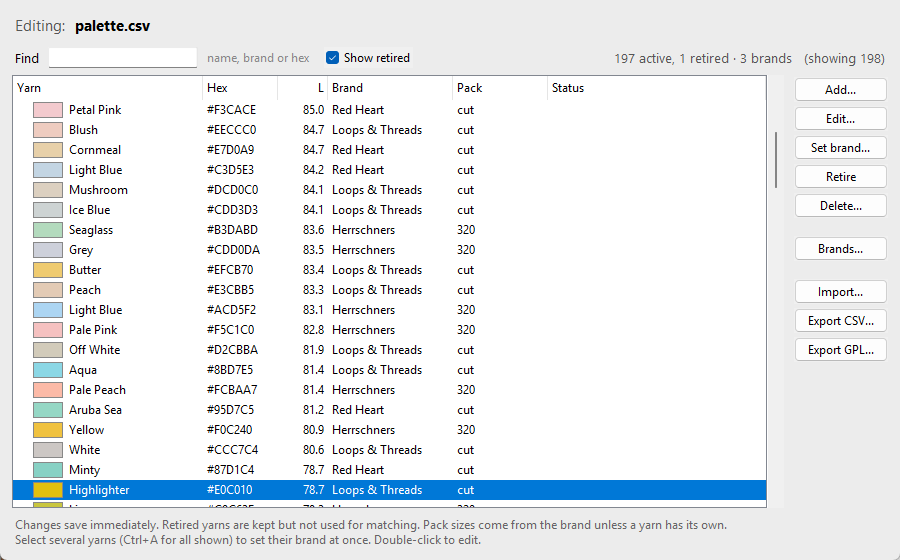 Editing: palette.csv
Find name, brand or hex Show retired 197 active, 1 retired · 3 brands (showing 198)
Yarn Hex L Brand Pack Status
Petal Pink #F3CACE 85.0 Red Heart cut
Blush #EECCC0 84.7 Loops & Threads cut
Cornmeal #E7D0A9 84.7 Red Heart cut
Light Blue #C3D5E3 84.2 Red Heart cut
Mushroom #DCD0C0 84.1 Loops & Threads cut
Ice Blue #CDD3D3 84.1 Loops & Threads cut
Seaglass #B3DABD 83.6 Herrschners 320
Grey #CDD0DA 83.5 Herrschners 320
Butter #EFCB70 83.4 Loops & Threads cut
Peach #E3CBB5 83.3 Loops & Threads cut
Light Blue #ACD5F2 83.1 Herrschners 320
Pale Pink #F5C1C0 82.8 Herrschners 320
Off White #D2CBBA 81.9 Loops & Threads cut
Aqua #8BD7E5 81.4 Loops & Threads cut
Pale Peach #FCBAA7 81.4 Herrschners 320
Aruba Sea #95D7C5 81.2 Red Heart cut
Yellow #F0C240 80.9 Herrschners 320
White #CCC7C4 80.6 Loops & Threads cut
Minty #87D1C4 78.7 Red Heart cut
Highlighter #E0C010 78.7 Loops & Threads cut
Add...
Edit...
Set brand...
Retire
Delete...
Brands...
Import...
Export CSV...
Export GPL...
Changes save immediately. Retired yarns are kept but not used for matching. Pack sizes come from the brand unless a yarn has its own.
Select several yarns (Ctrl+A for all shown) to set their brand at once. Double-click to edit.